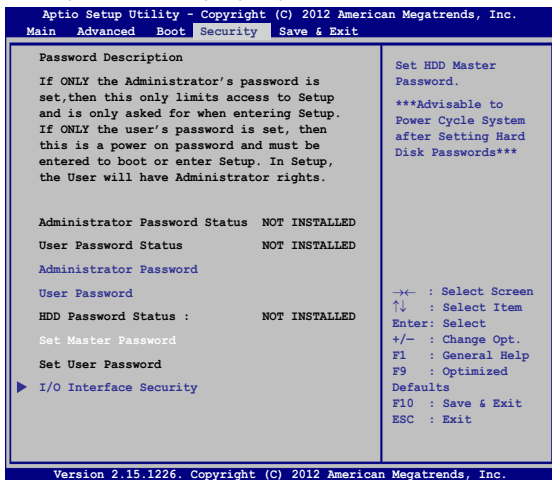 Aptio Setup Utility - Copyright (C) 2012 American Megatrends, Inc.
Main Advanced Boot Security Save & Exit
Password Description
If ONLY the Administrator's password is
set,then this only limits access to Setup
and is only asked for when entering Setup.
If ONLY the user's password is set, then
this is a power on password and must be
entered to boot or enter Setup. In Setup,
the User will have Administrator rights.
Administrator Password Status NOT INSTALLED
User Password Status NOT INSTALLED
Administrator Password
User Password
HDD Password Status : NOT INSTALLED
Set Master Password
Set User Password
I/O Interface Security
Set HDD Master
Password.
***Advisable to
Power Cycle System
after Setting Hard
Disk Passwords***
→← : Select Screen
↑↓ : Select Item
Enter: Select
+/— : Change Opt.
F1 : General Help
F9 : Optimized
Defaults
F10 : Save & Exit
ESC : Exit
Version 2.15.1226. Copyright (C) 2012 American Megatrends, Inc.